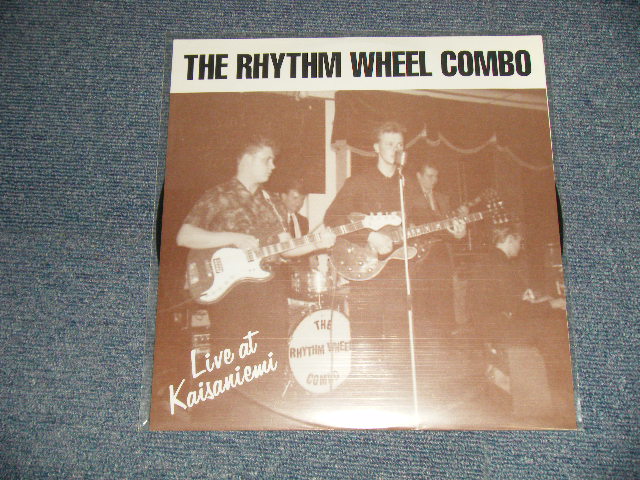 THE RHYTHM WHEEL COMBO
THE
RHYTHM WHEEL
COMBO
Live at
Kaisaniemi